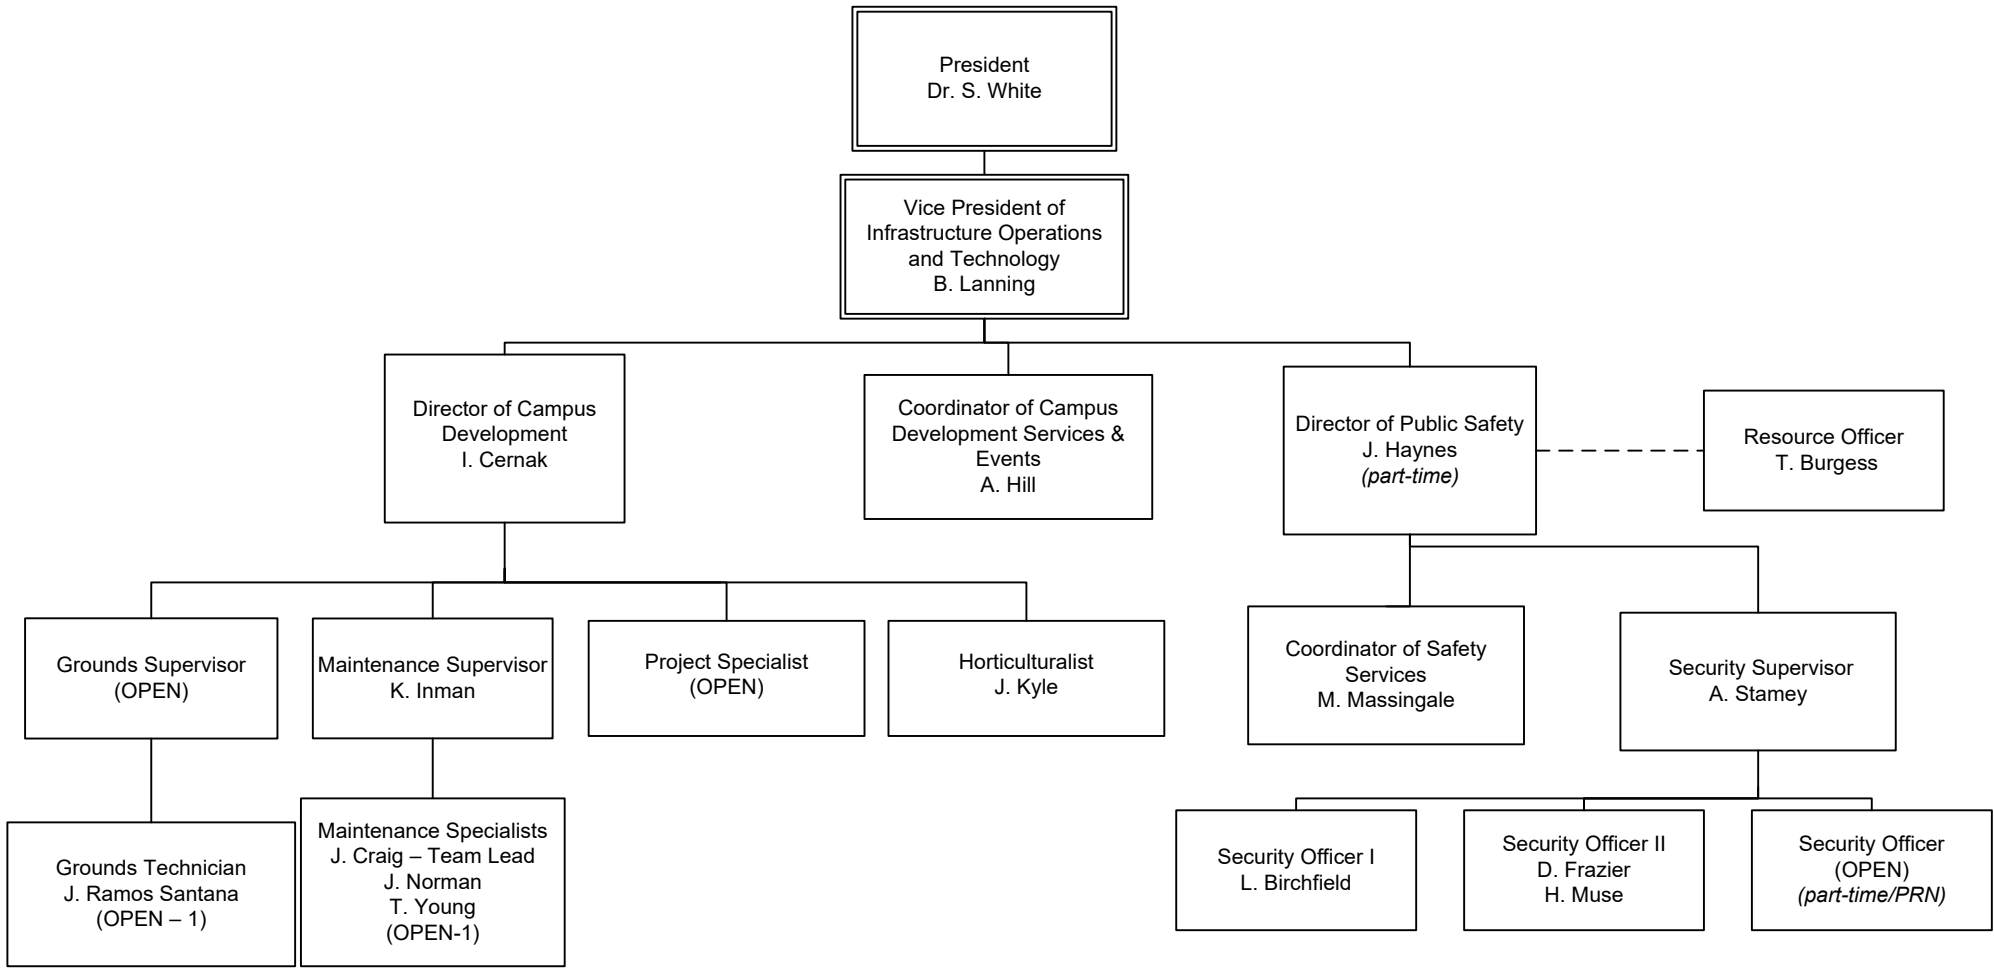 President
Dr. S. White
Vice President of
Infrastructure Operations
and Technology
B. Lanning
Director of Campus
Development
I. Cernak
Coordinator of Campus
Development Services &
Events
A. Hill
Director of Public Safety
J. Haynes
(part-time)
Resource Officer
T. Burgess
Grounds Supervisor
(OPEN)
Maintenance Supervisor
K. Inman
Project Specialist
(OPEN)
Horticulturalist
J. Kyle
Coordinator of Safety
Services
M. Massingale
Security Supervisor
A. Stamey
Grounds Technician
J. Ramos Santana
(OPEN – 1)
Maintenance Specialists
J. Craig – Team Lead
J. Norman
T. Young
(OPEN-1)
Security Officer I
L. Birchfield
Security Officer II
D. Frazier
H. Muse
Security Officer
(OPEN)
(part-time/PRN)